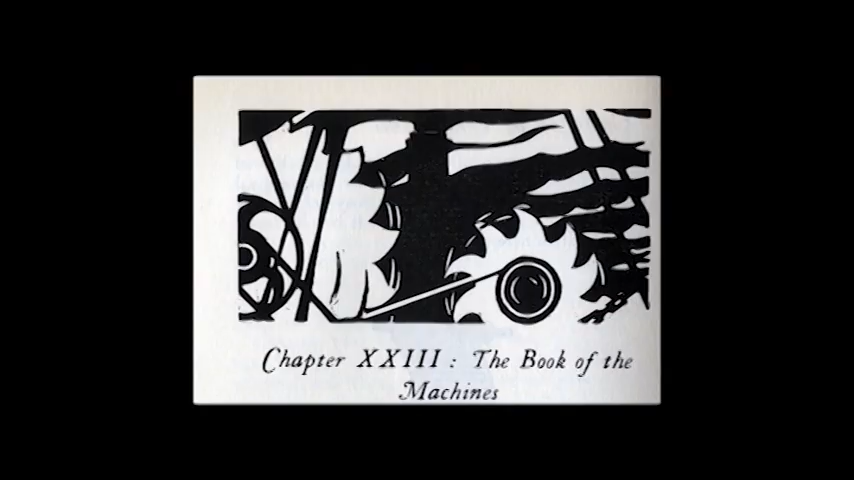 Chapter XXIII : The Book of the
Machines